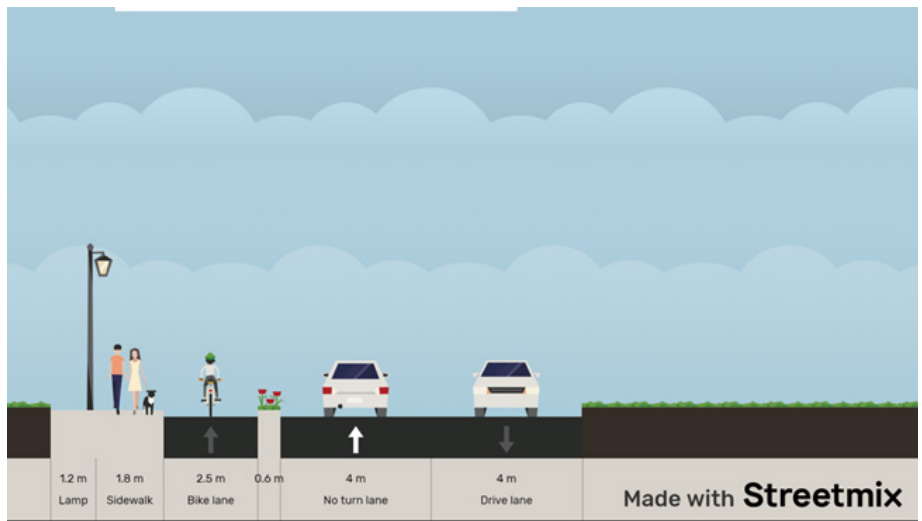 1.2 m
1.8 m
2.5 m
0.6 m
4 m
4 m
Lamp
Sidewalk
Bike lane
No turn lane
Drive lane
Made with Streetmix